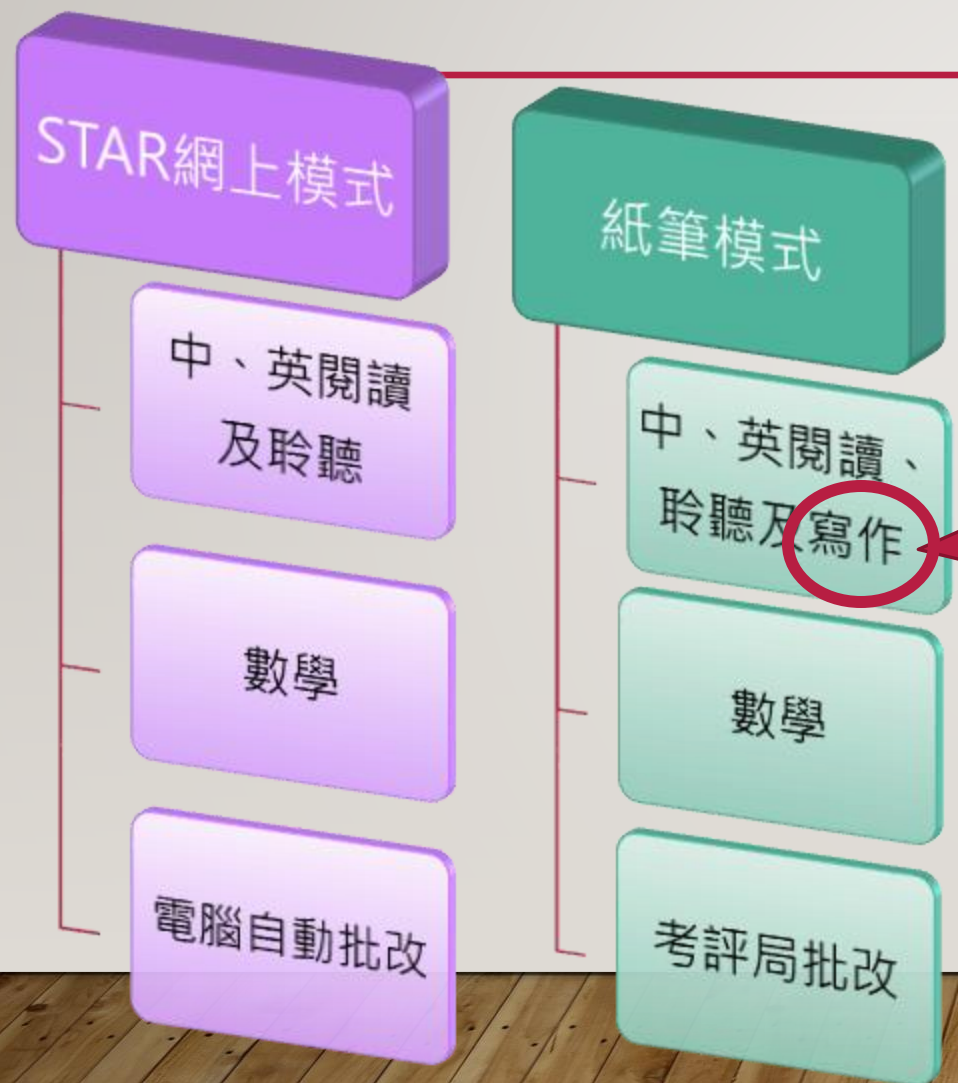 STAR網上模式
中、英閱讀
及聆聽
數學
電腦自動批改
紙筆模式
中、英閱讀、
聆聽及寫作
數學
考評局批改